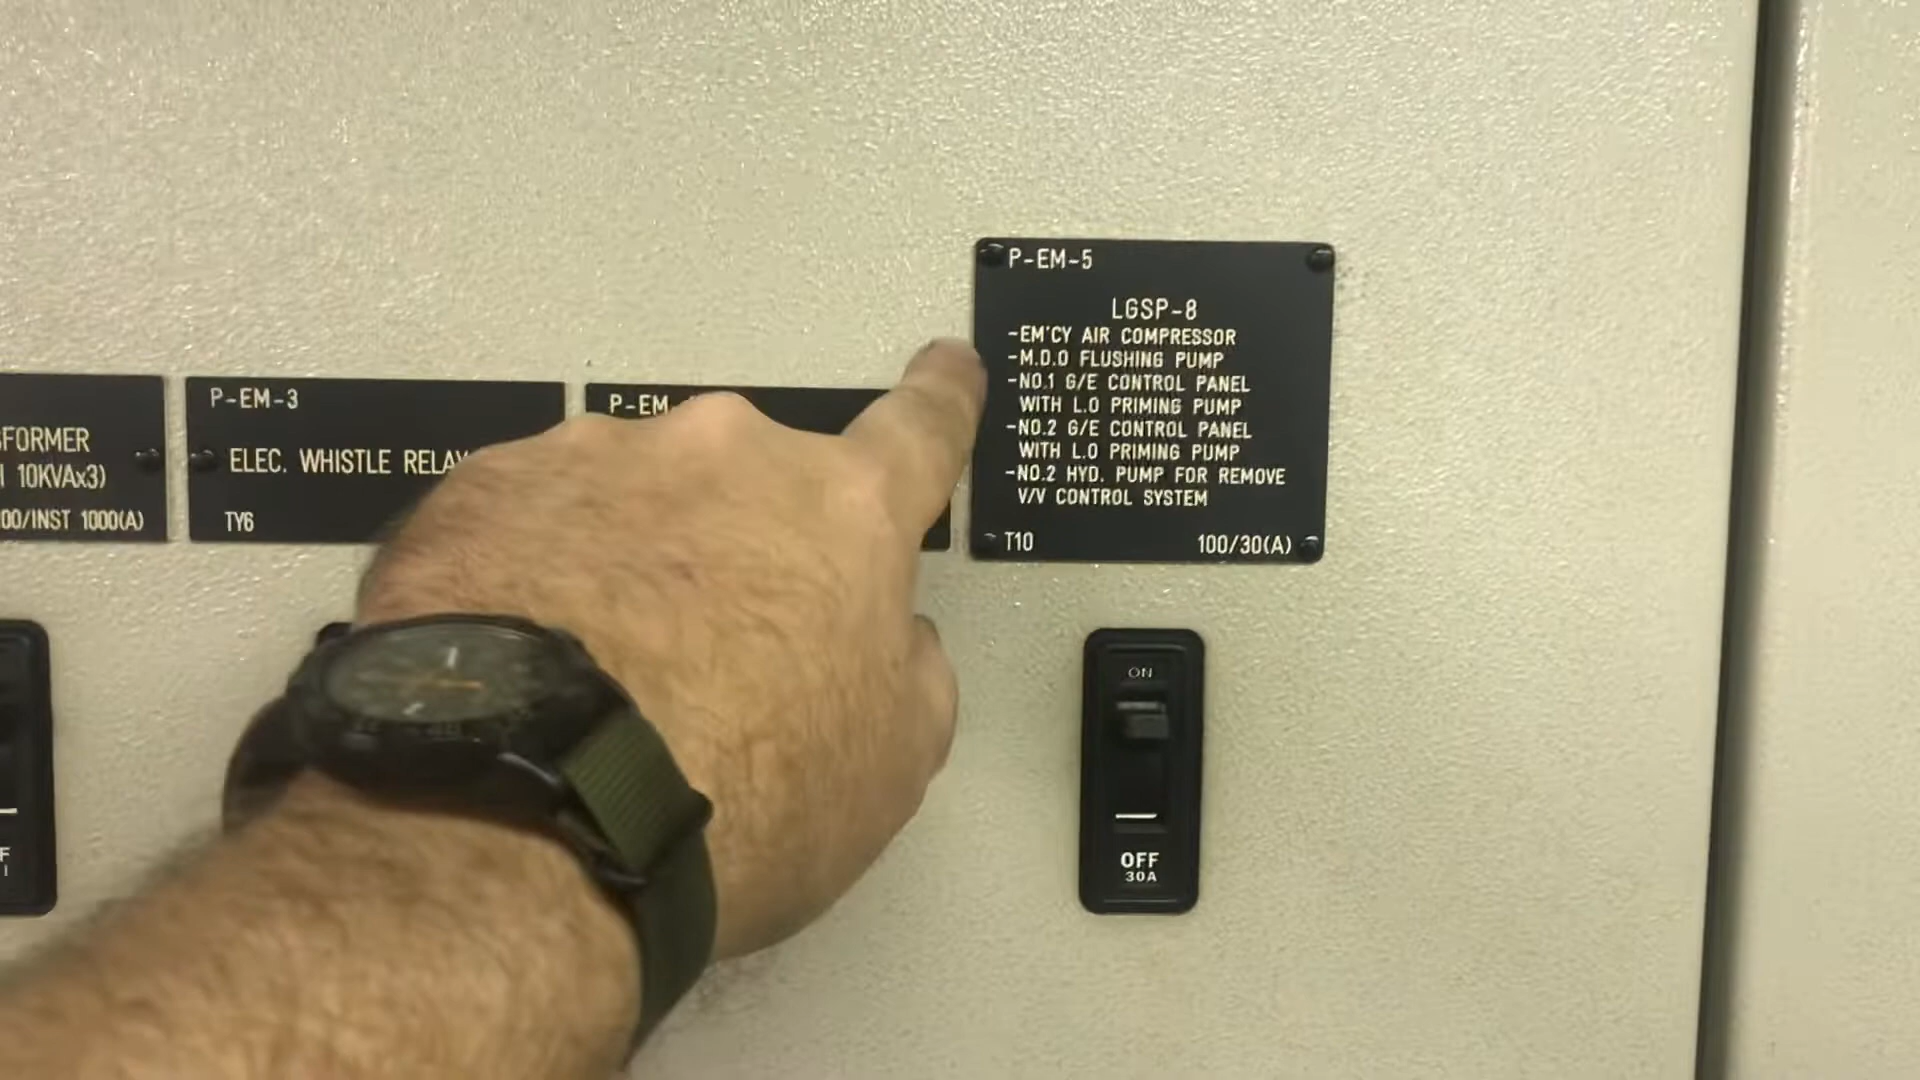 FORMER
10KVAx3)
00/INST 1000(A)
P-EM-3
ELEC. WHISTLE RELAY
TY6
P-EM
P-EM-5
LGSP-8
-EM'CY AIR COMPRESSOR
-M.D.O FLUSHING PUMP
-NO.1 G/E CONTROL PANEL
WITH L.O PRIMING PUMP
-NO.2 G/E CONTROL PANEL
WITH L.O PRIMING PUMP
-NO.2 HYD. PUMP FOR REMOVE
V/V CONTROL SYSTEM
T10 100/30(A)
ON
OFF
30A